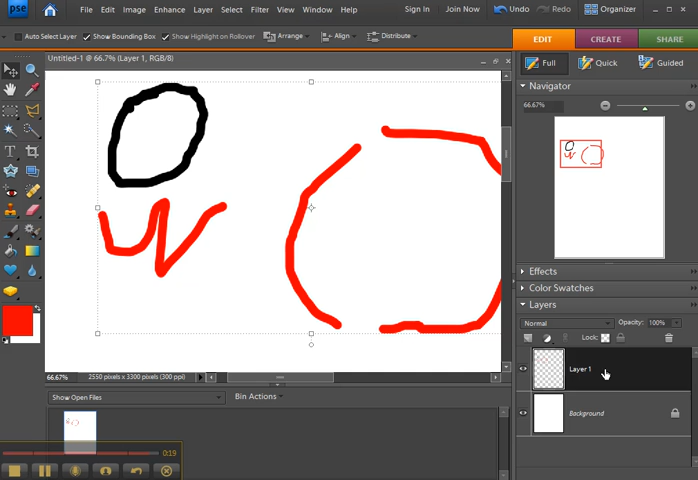 pse File Edit Image Enhance Layer Select Filter View Window Help Sign In Undo Redo Organizer
Auto Select Layer Show Bounding Box Show Highlight on Rollover Arrange Align Distribute EDIT CREATE SHARE
Untitled-1 @ 66.7% (Layer 1, RGB/8)
Full Quick Guided
Navigator
66.67%
Effects
Color Swatches
Layers
Normal Opacity: 100%
Lock:
Layer 1
Background
66.67% 2550 pixels x 3300 pixels (300 ppi)
Show Open Files Bin Actions
0:19
T